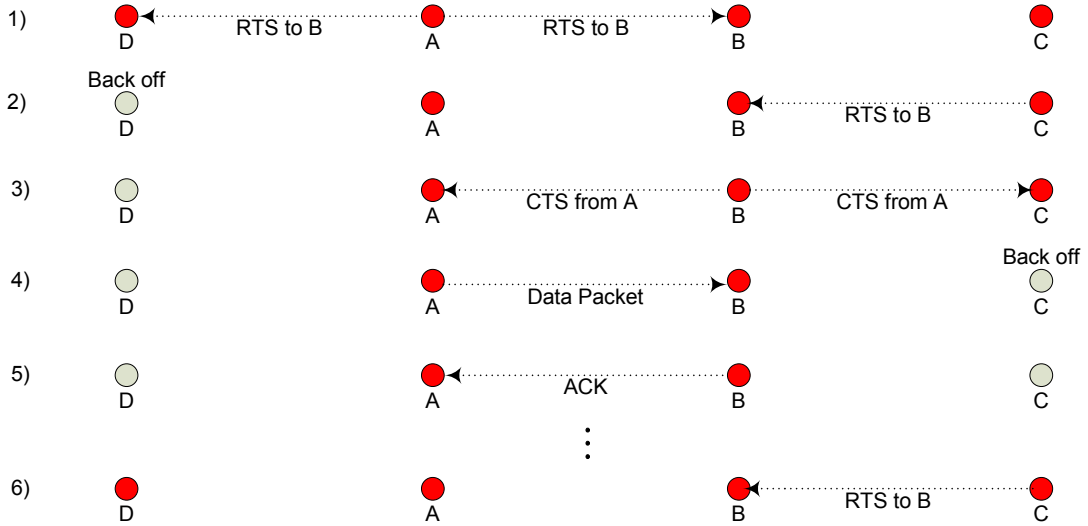 1)
RTS to B RTS to B
D A B C
Back off
2)
RTS to B
D A B C
3)
CTS from A CTS from A
D A B C
Back off
4)
Data Packet
D A B C
5)
ACK
D A B C
6)
RTS to B
D A B C